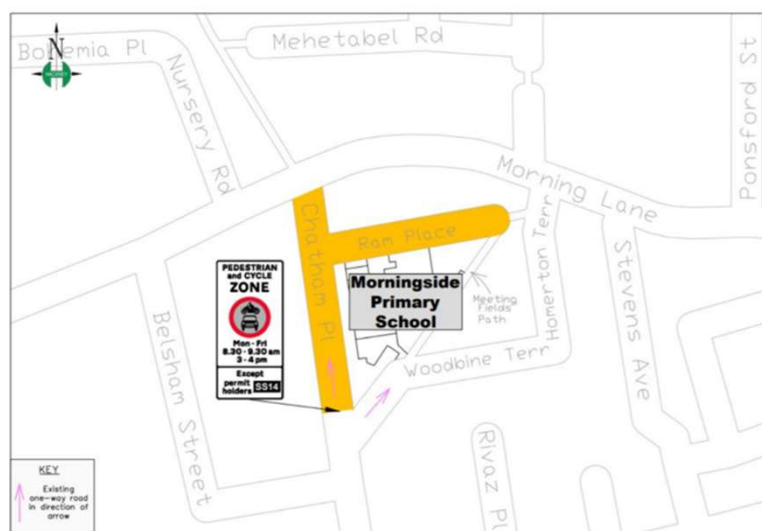 Bohemia Pl
N
HACKNEY
Nursery Rd
Mehetabel Rd
Ponsford St
Morning Lane
Chatham Pl
Ram Place
Homerton Terr
Stevens Ave
PEDESTRIAN
and CYCLE
ZONE
Mon - Fri
8.30 - 9.30 am
3 - 4 pm
Except
permit
holders SS14
Morningside
Primary
School
Meeting
Fields
Path
Woodbine Terr
Belsham Street
Rivaz Pl
KEY
Existing
one-way road
in direction of
arrow